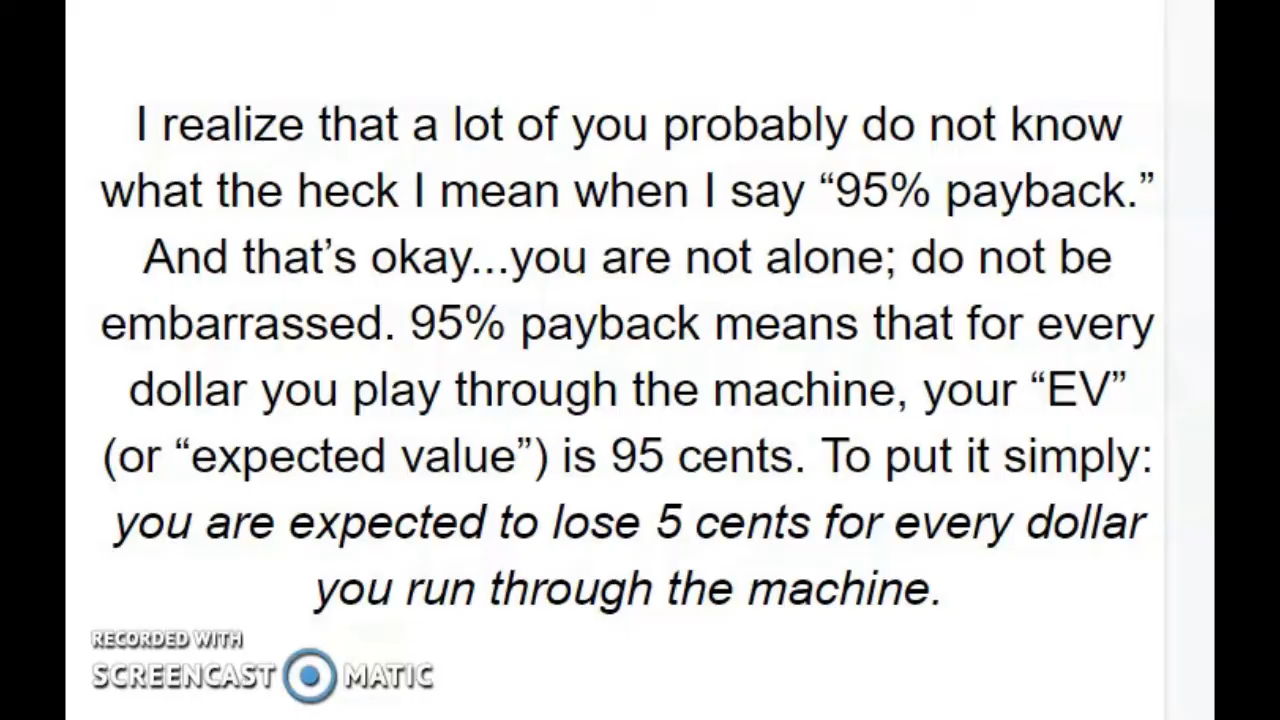 I realize that a lot of you probably do not know
what the heck I mean when I say “95% payback.”
And that’s okay...you are not alone; do not be
embarrassed. 95% payback means that for every
dollar you play through the machine, your “EV”
(or “expected value”) is 95 cents. To put it simply:
you are expected to lose 5 cents for every dollar
you run through the machine.
RECORDED WITH
SCREENCAST MATIC